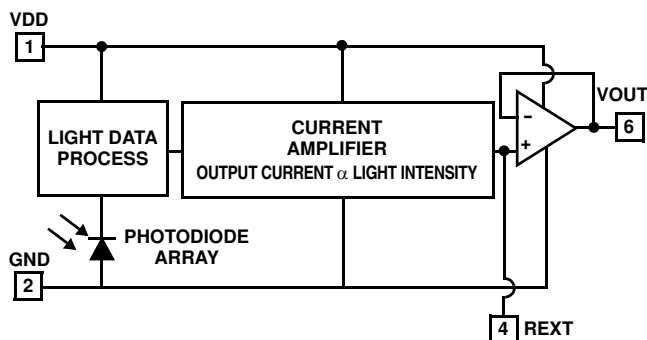 VDD
1
LIGHT DATA
PROCESS
CURRENT
AMPLIFIER
OUTPUT CURRENT α LIGHT INTENSITY
-
+
VOUT
6
PHOTODIODE
ARRAY
GND
2
4
REXT